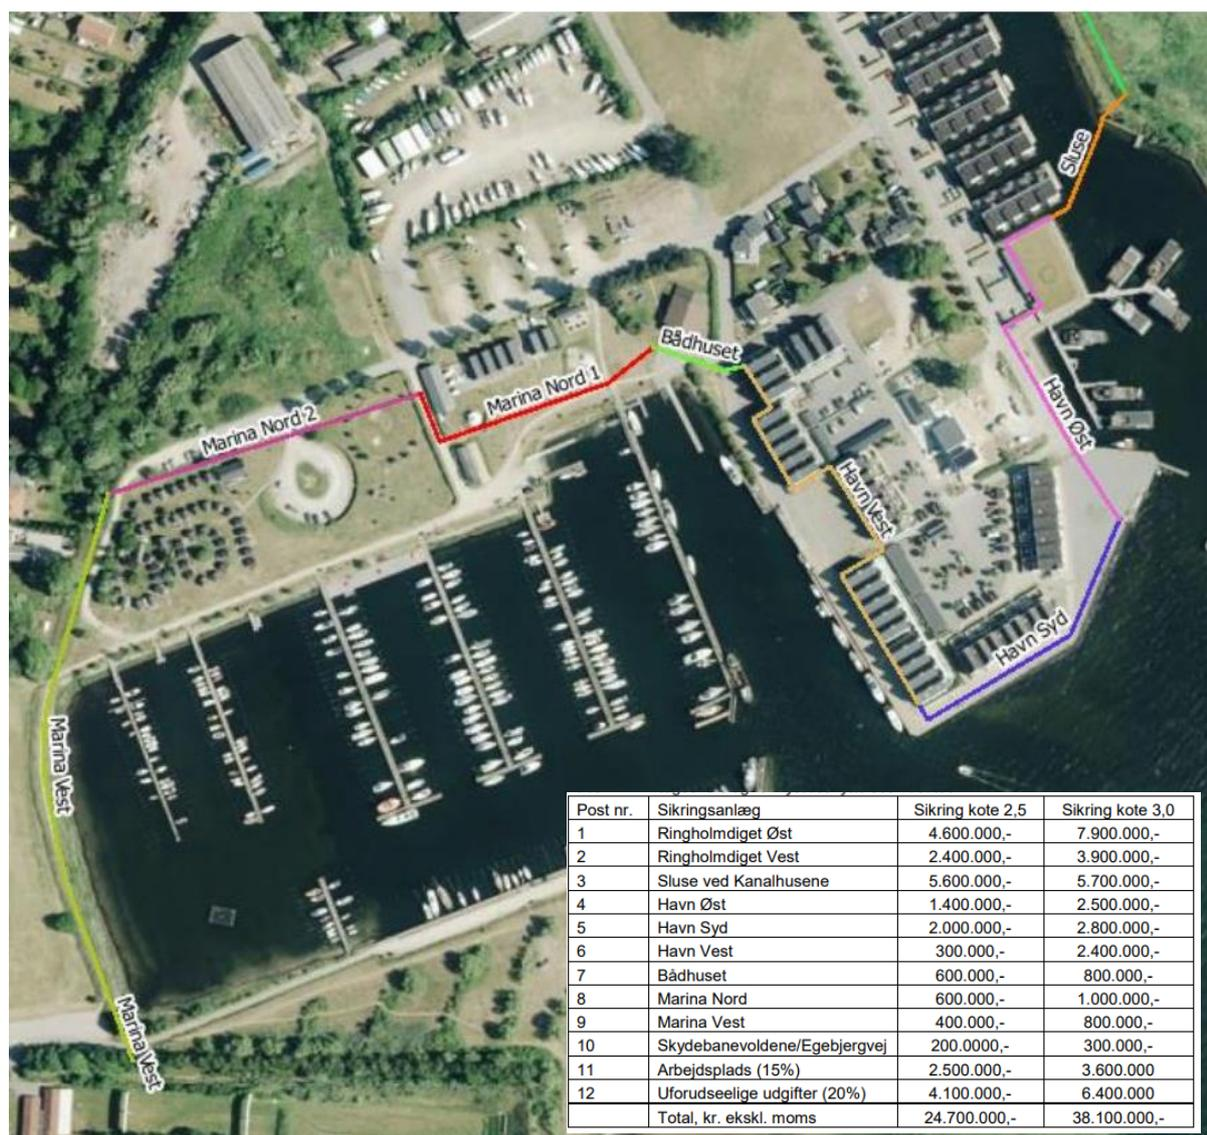 Sluse
Bådhuset
Marina Nord 1
Marina Nord 2
Havn Øst
Havn Vest
Havn Syd
Marina Vest
Marina Vest
Post nr. Sikringsanlæg Sikring kote 2,5 Sikring kote 3,0
1 Ringholmdiget Øst 4.600.000,- 7.900.000,-
2 Ringholmdiget Vest 2.400.000,- 3.900.000,-
3 Sluse ved Kanalhusene 5.600.000,- 5.700.000,-
4 Havn Øst 1.400.000,- 2.500.000,-
5 Havn Syd 2.000.000,- 2.800.000,-
6 Havn Vest 300.000,- 2.400.000,-
7 Bådhuset 600.000,- 800.000,-
8 Marina Nord 600.000,- 1.000.000,-
9 Marina Vest 400.000,- 800.000,-
10 Skydebanevoldene/Egebjergvej 200.0000,- 300.000,-
11 Arbejdsplads (15%) 2.500.000,- 3.600.000
12 Uforudseelige udgifter (20%) 4.100.000,- 6.400.000
Total, kr. ekskl. moms 24.700.000,- 38.100.000,-